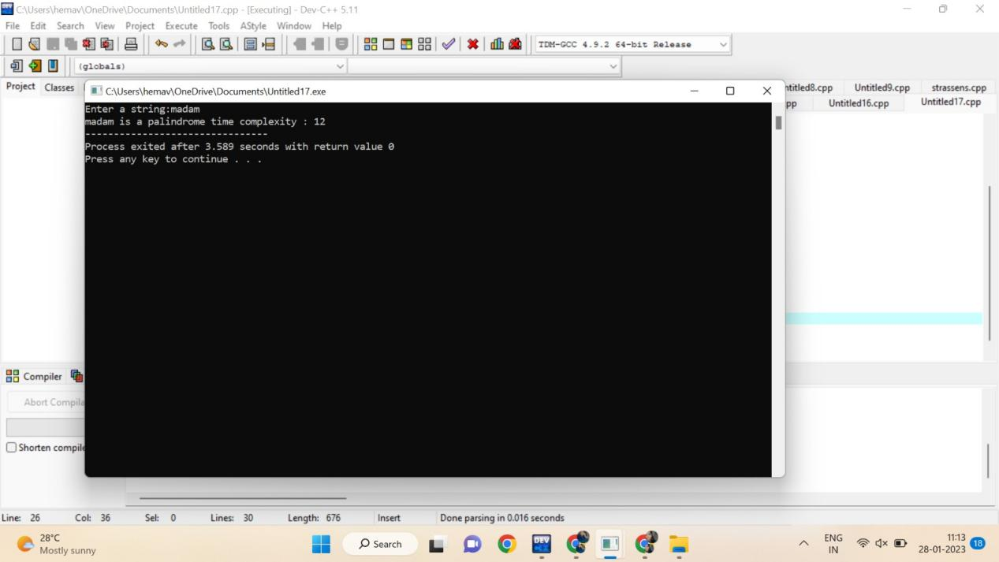 C:\Users\hemav\OneDrive\Documents\Untitled17.cpp - [Executing] - Dev-C++ 5.11
File Edit Search View Project Execute Tools AStyle Window Help
TDM-GCC 4.9.2 64-bit Release
(globals)
Project Classes
ntitled8.cpp Untitled9.cpp strassens.cpp
pp Untitled16.cpp Untitled17.cpp
C:\Users\hemav\OneDrive\Documents\Untitled17.exe
Enter a string:madam
madam is a palindrome time complexity : 12
--------------------------------
Process exited after 3.589 seconds with return value 0
Press any key to continue . . .
Compiler
Abort Compila
Shorten compile
Line: 26 Col: 36 Sel: 0 Lines: 30 Length: 676 Insert Done parsing in 0.016 seconds
28°C
Mostly sunny
Search
DEV
ENG
IN
11:13
28-01-2023
18